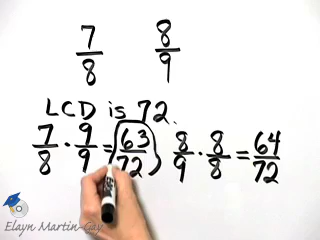 7/8 8/9
LCD is 72.
7/8 · 9/9 = 63/72, 8/9 · 8/8 = 64/72
Elayn Martin-Gay